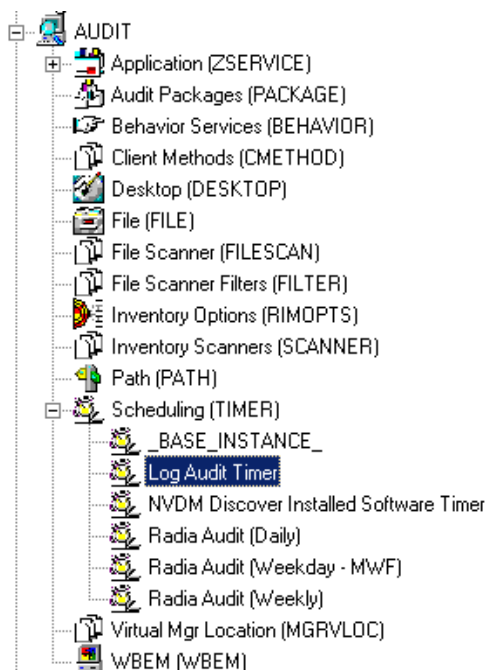 AUDIT
Application (ZSERVICE)
Audit Packages (PACKAGE)
Behavior Services (BEHAVIOR)
Client Methods (CMETHOD)
Desktop (DESKTOP)
File (FILE)
File Scanner (FILESCAN)
File Scanner Filters (FILTER)
Inventory Options (RIMOPTS)
Inventory Scanners (SCANNER)
Path (PATH)
Scheduling (TIMER)
_BASE_INSTANCE_
Log Audit Timer
NVDM Discover Installed Software Timer
Radia Audit (Daily)
Radia Audit (Weekday - MWF)
Radia Audit (Weekly)
Virtual Mgr Location (MGRVLOC)
WBEM (WBEM)